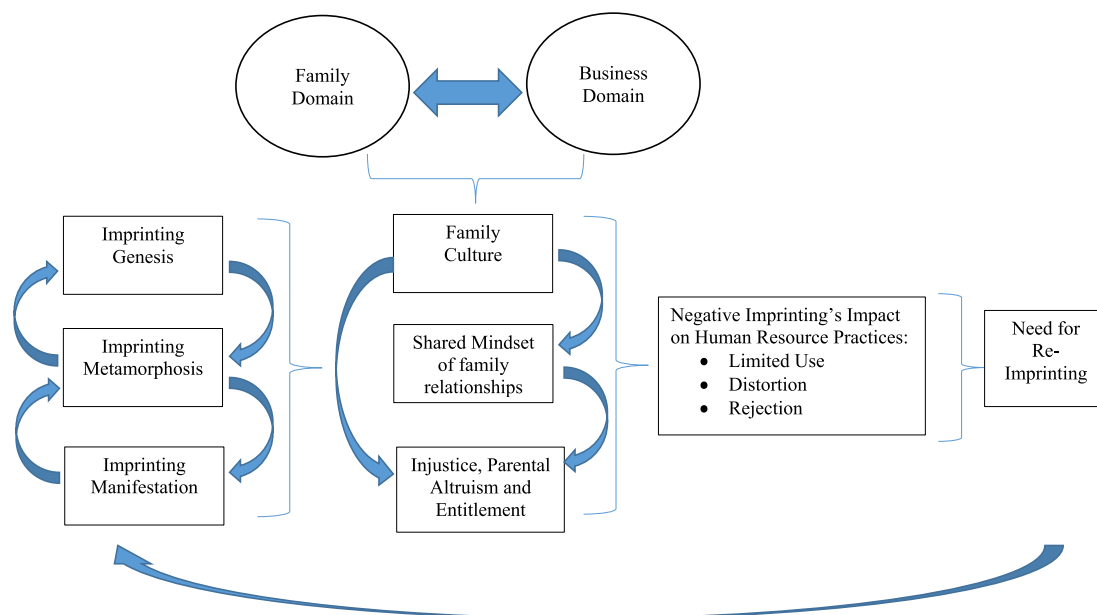 Family
Domain
Business
Domain
Imprinting
Genesis
Imprinting
Metamorphosis
Imprinting
Manifestation
Family
Culture
Shared Mindset
of family
relationships
Injustice, Parental
Altruism and
Entitlement
Negative Imprinting’s Impact
on Human Resource Practices:
• Limited Use
• Distortion
• Rejection
Need for
Re-
Imprinting